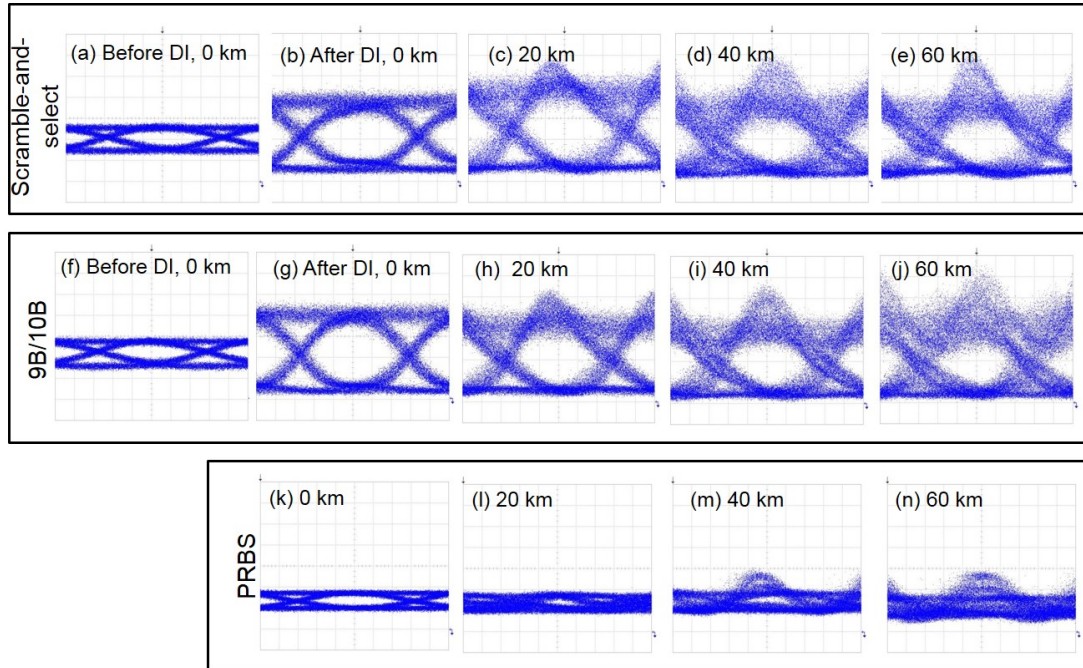 Scramble-and-
select
(a) Before DI, 0 km
(b) After DI, 0 km
(c) 20 km
(d) 40 km
(e) 60 km
9B/10B
(f) Before DI, 0 km
(g) After DI, 0 km
(h) 20 km
(i) 40 km
(j) 60 km
PRBS
(k) 0 km
(l) 20 km
(m) 40 km
(n) 60 km